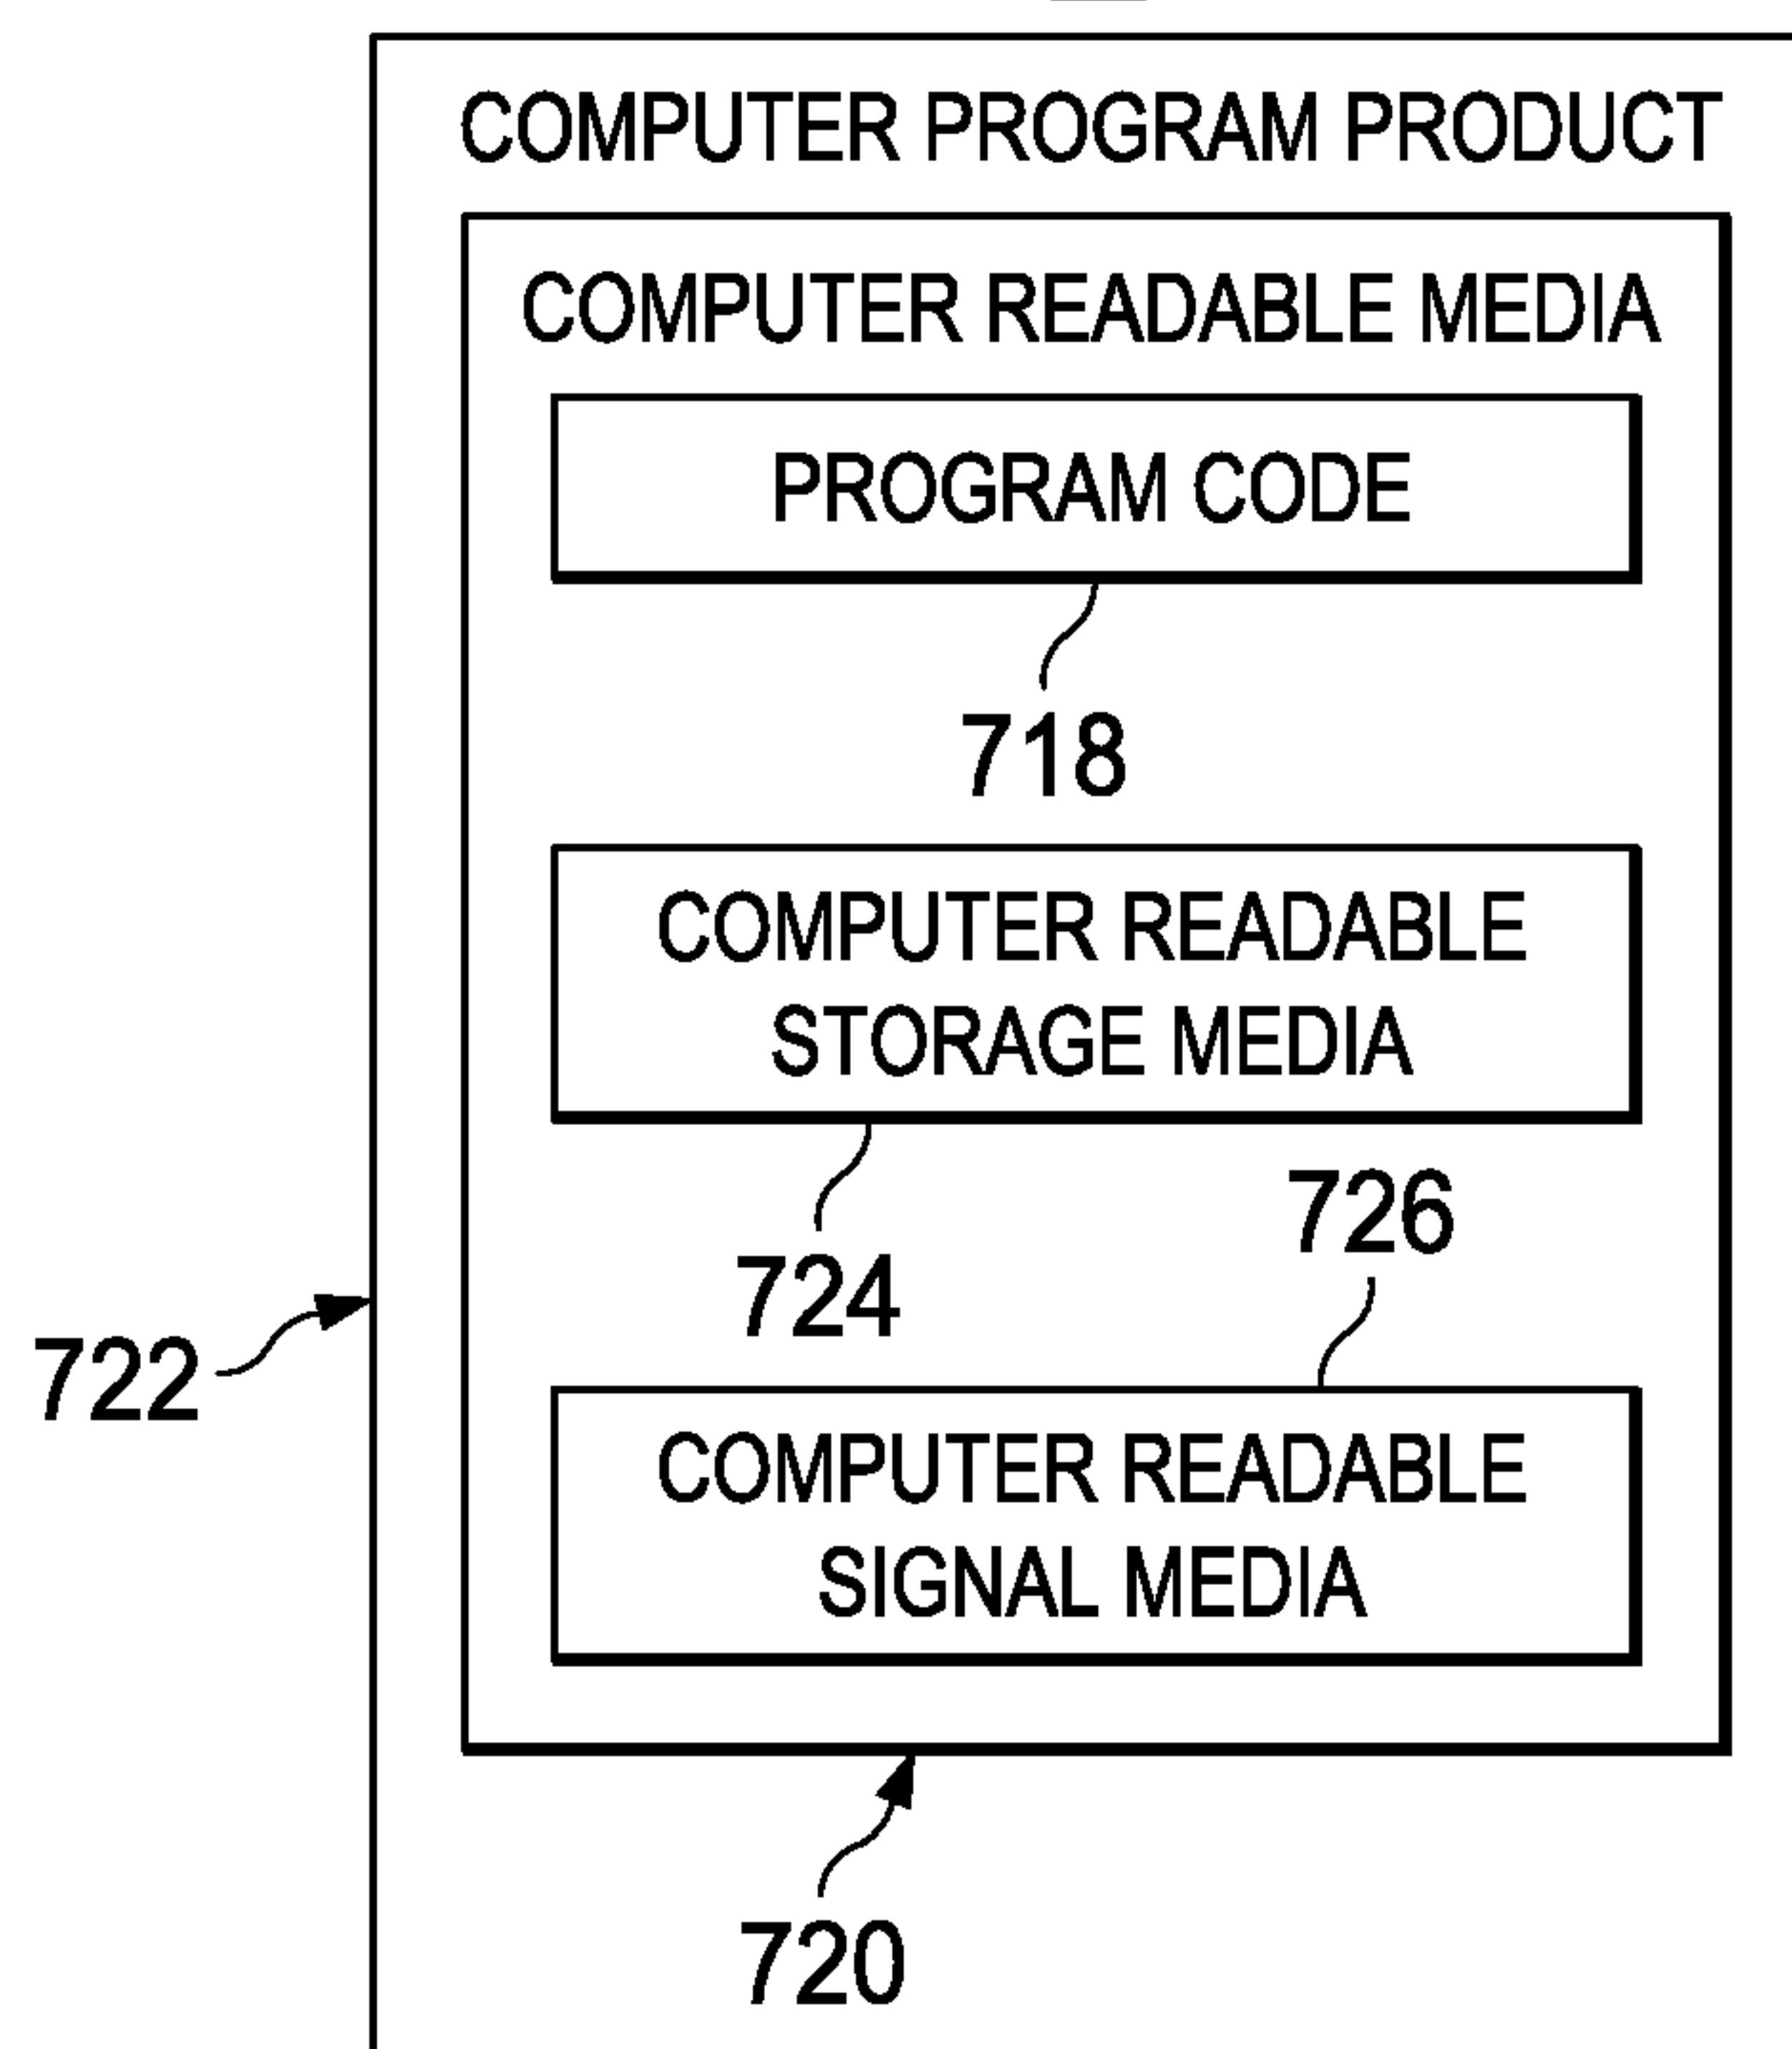 COMPUTER PROGRAM PRODUCT
COMPUTER READABLE MEDIA
PROGRAM CODE
718
COMPUTER READABLE
STORAGE MEDIA
726
724
722
COMPUTER READABLE
SIGNAL MEDIA
720